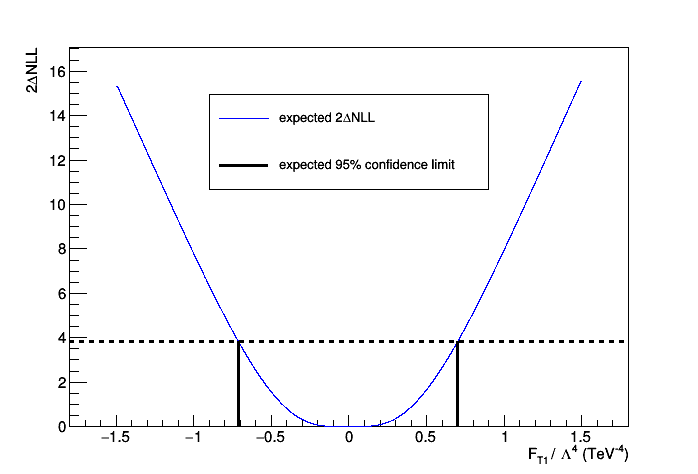 2ΔNLL
16
14
12
10
8
6
4
2
0
expected 2ΔNLL
expected 95% confidence limit
−1.5 −1 −0.5 0 0.5 1 1.5
F_T1 / Λ^4 (TeV^-4)